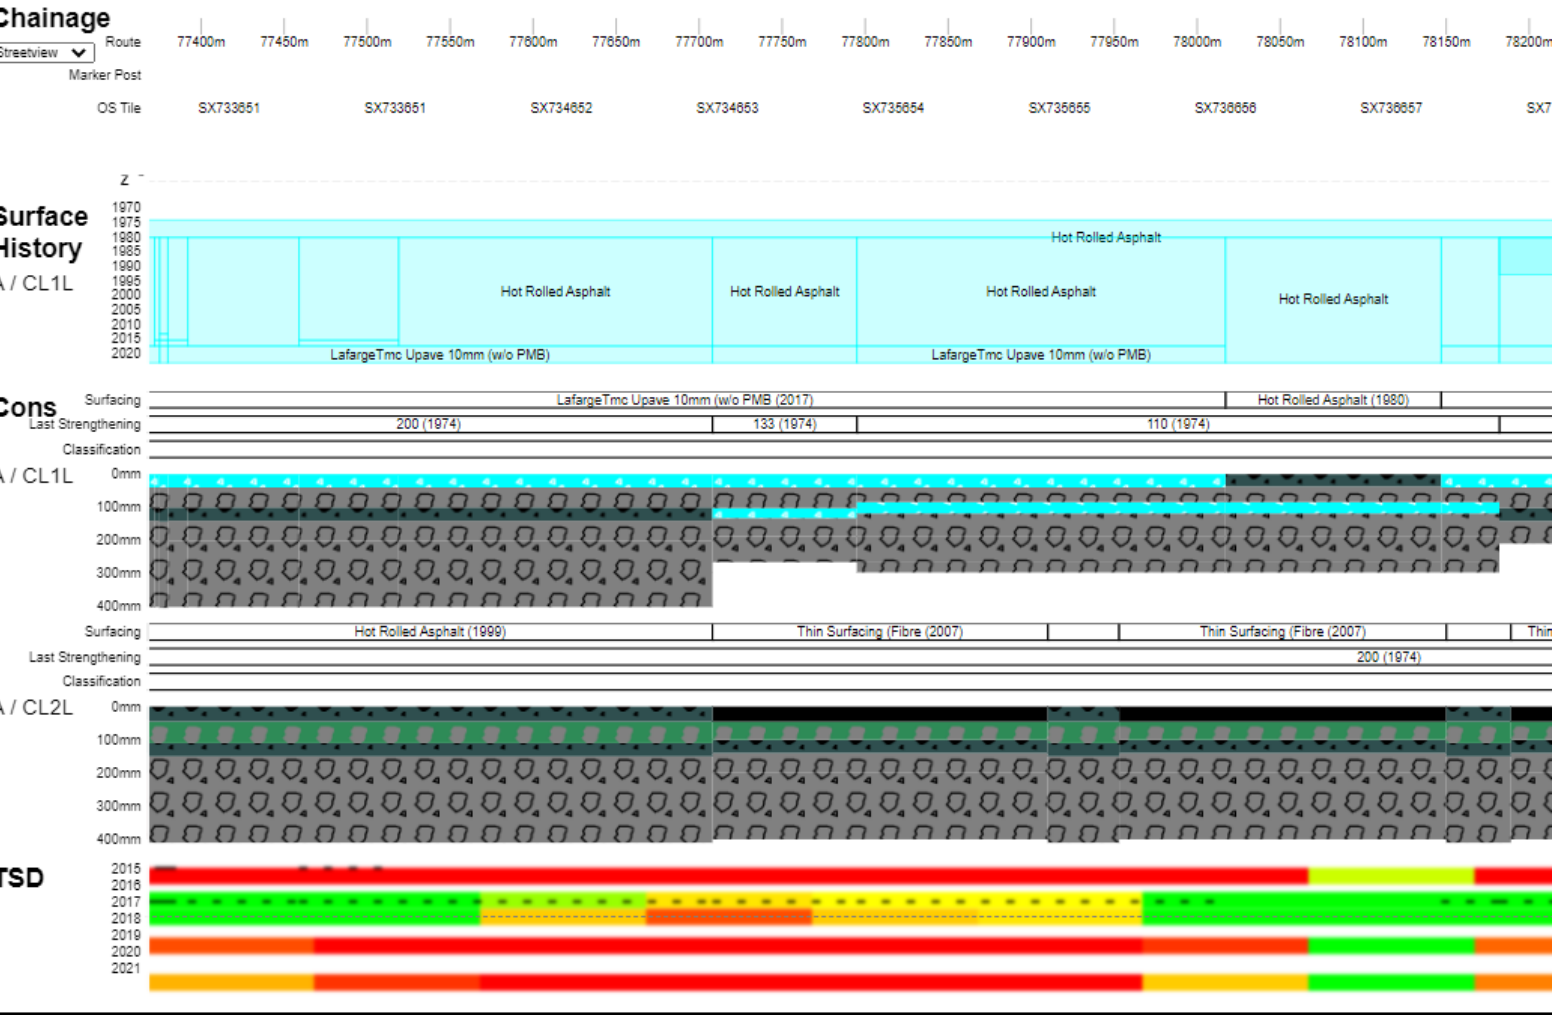 Chainage
Streetview
Route 77400m 77450m 77500m 77550m 77600m 77650m 77700m 77750m 77800m 77850m 77900m 77950m 78000m 78050m 78100m 78150m 78200m
Marker Post
OS Tile SX733651 SX733651 SX734652 SX734653 SX735654 SX735655 SX736656 SX736657 SX7
Z
Surface
History
A / CL1L
1970
1975
1980 Hot Rolled Asphalt
1985
1990
1995 Hot Rolled Asphalt Hot Rolled Asphalt Hot Rolled Asphalt
2000 Hot Rolled Asphalt
2005
2010
2015
2020 LafargeTmc Upave 10mm (w/o PMB) LafargeTmc Upave 10mm (w/o PMB)
Cons
Surfacing LafargeTmc Upave 10mm (w/o PMB (2017) Hot Rolled Asphalt (1980)
Last Strengthening 200 (1974) 133 (1974) 110 (1974)
Classification
A / CL1L 0mm
100mm
200mm
300mm
400mm
Surfacing Hot Rolled Asphalt (1999) Thin Surfacing (Fibre (2007) Thin Surfacing (Fibre (2007) Thin
Last Strengthening 200 (1974)
Classification
A / CL2L 0mm
100mm
200mm
300mm
400mm
TSD
2015
2016
2017
2018
2019
2020
2021